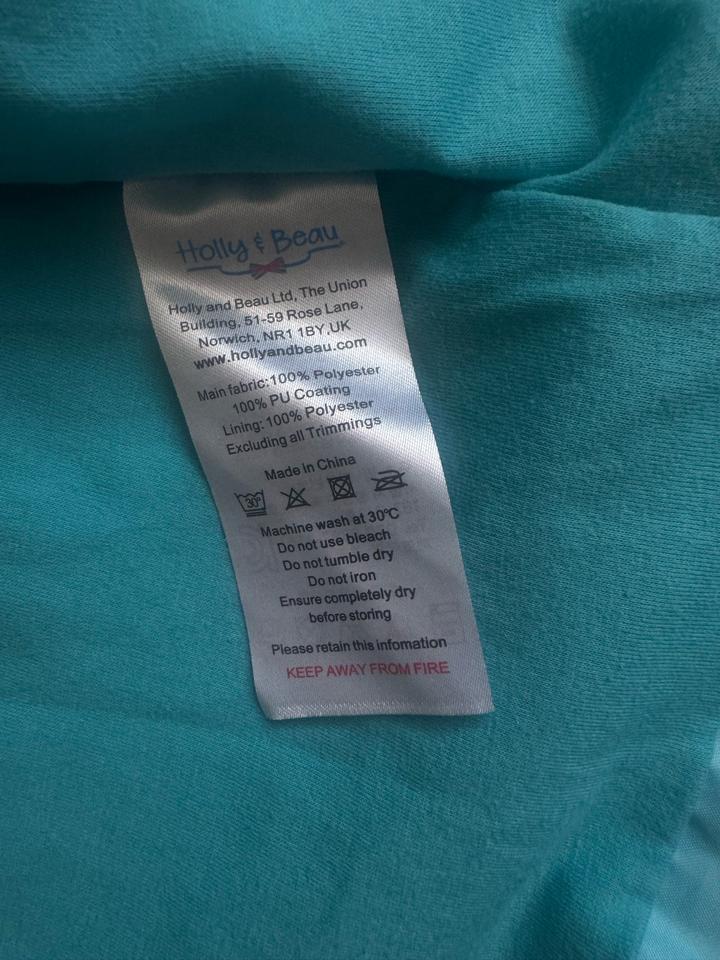 Holly & Beau
Holly and Beau Ltd, The Union
Building, 51-59 Rose Lane,
Norwich, NR1 1BY,UK
www.hollyandbeau.com
Main fabric:100% Polyester
100% PU Coating
Lining: 100% Polyester
Excluding all Trimmings
Made in China
30°
Machine wash at 30°C
Do not use bleach
Do not tumble dry
Do not iron
Ensure completely dry
before storing
Please retain this infomation
KEEP AWAY FROM FIRE